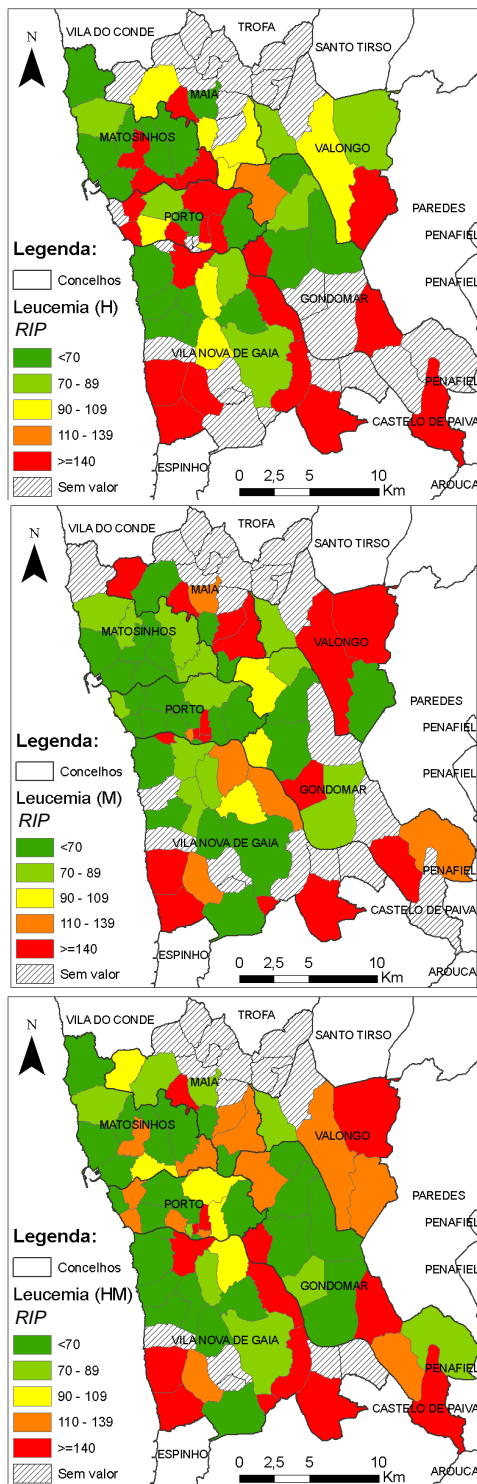 VILA DO CONDE
TROFA
SANTO TIRSO
N
MAIA
MATOSINHOS
VALONGO
PAREDES
PORTO
PENAFIEL
Legenda:
Concelhos
GONDOMAR
PENAFIEL
Leucemia (H)
RIP
<70
VILA NOVA DE GAIA
70 - 89
PENAFIEL
90 - 109
110 - 139
CASTELO DE PAIVA
>=140
ESPINHO
Sem valor
0 2,5 5 10
Km
AROUCA
VILA DO CONDE
TROFA
SANTO TIRSO
N
MAIA
MATOSINHOS
VALONGO
PAREDES
PORTO
PENAFIEL
Legenda:
Concelhos
GONDOMAR
PENAFIEL
Leucemia (M)
RIP
<70
VILA NOVA DE GAIA
70 - 89
PENAFIEL
90 - 109
110 - 139
CASTELO DE PAIVA
>=140
ESPINHO
Sem valor
0 2,5 5 10
Km
AROUCA
VILA DO CONDE
TROFA
SANTO TIRSO
N
MAIA
MATOSINHOS
VALONGO
PAREDES
PORTO
PENAFIEL
Legenda:
Concelhos
GONDOMAR
PENAFIEL
Leucemia (HM)
RIP
<70
VILA NOVA DE GAIA
70 - 89
PENAFIEL
90 - 109
110 - 139
CASTELO DE PAIVA
>=140
ESPINHO
Sem valor
0 2,5 5 10
Km
AROUCA